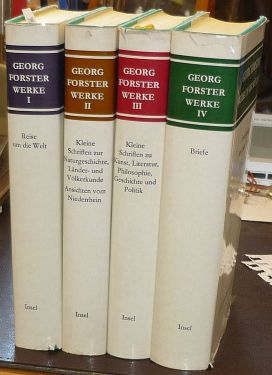 GEORG
FORSTER
WERKE
I
Reise
um die Welt
Insel
GEORG
FORSTER
WERKE
II
Kleine
Schriften zur
Naturgeschichte,
Länder- und
Völkerkunde
Ansichten vom
Niederrhein
Insel
GEORG
FORSTER
WERKE
III
Kleine
Schriften zu
Kunst, Literatur,
Philosophie,
Geschichte und
Politik
Insel
GEORG
FORSTER
WERKE
IV
Briefe
Insel